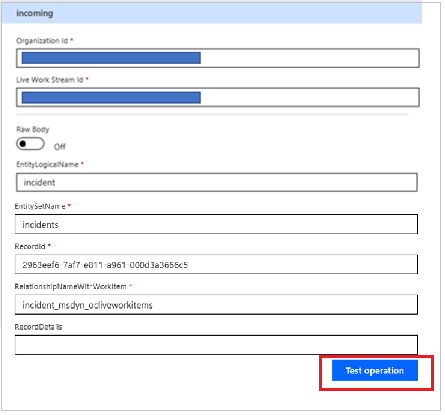 incoming
Organization Id *
Live Work Stream Id *
Raw Body
Off
EntityLogicalName *
incident
EntitySetName *
incidents
RecordId *
2963eef6-7af7-e811-a961-000d3a3656c5
RelationshipNameWithWorkItem *
incident_msdyn_ocliveworkitems
RecordDetails
Test operation